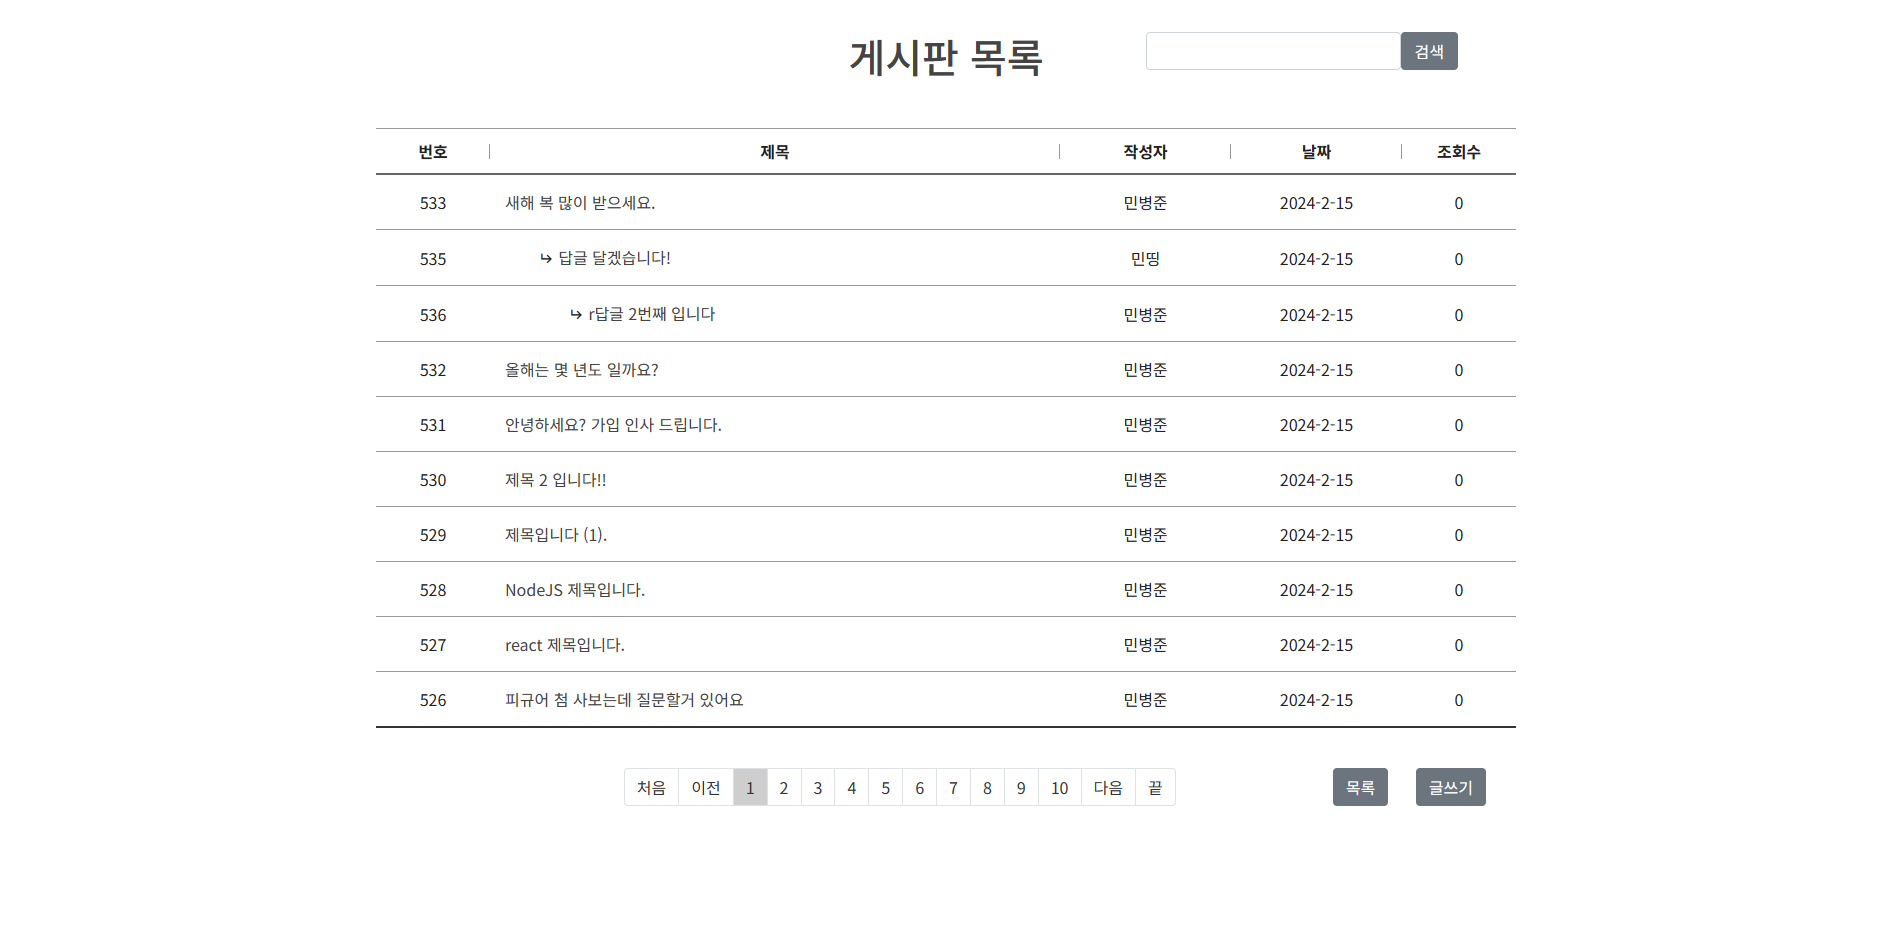 게시판 목록 검색
번호 제목 작성자 날짜 조회수
533 새해 복 많이 받으세요. 민병준 2024-2-15 0
535 ↳ 답글 달겠습니다! 민띵 2024-2-15 0
536 ↳ r답글 2번째 입니다 민병준 2024-2-15 0
532 올해는 몇 년도 일까요? 민병준 2024-2-15 0
531 안녕하세요? 가입 인사 드립니다. 민병준 2024-2-15 0
530 제목 2 입니다!! 민병준 2024-2-15 0
529 제목입니다 (1). 민병준 2024-2-15 0
528 NodeJS 제목입니다. 민병준 2024-2-15 0
527 react 제목입니다. 민병준 2024-2-15 0
526 피규어 첨 사보는데 질문할거 있어요 민병준 2024-2-15 0
처음 이전 1 2 3 4 5 6 7 8 9 10 다음 끝 목록 글쓰기